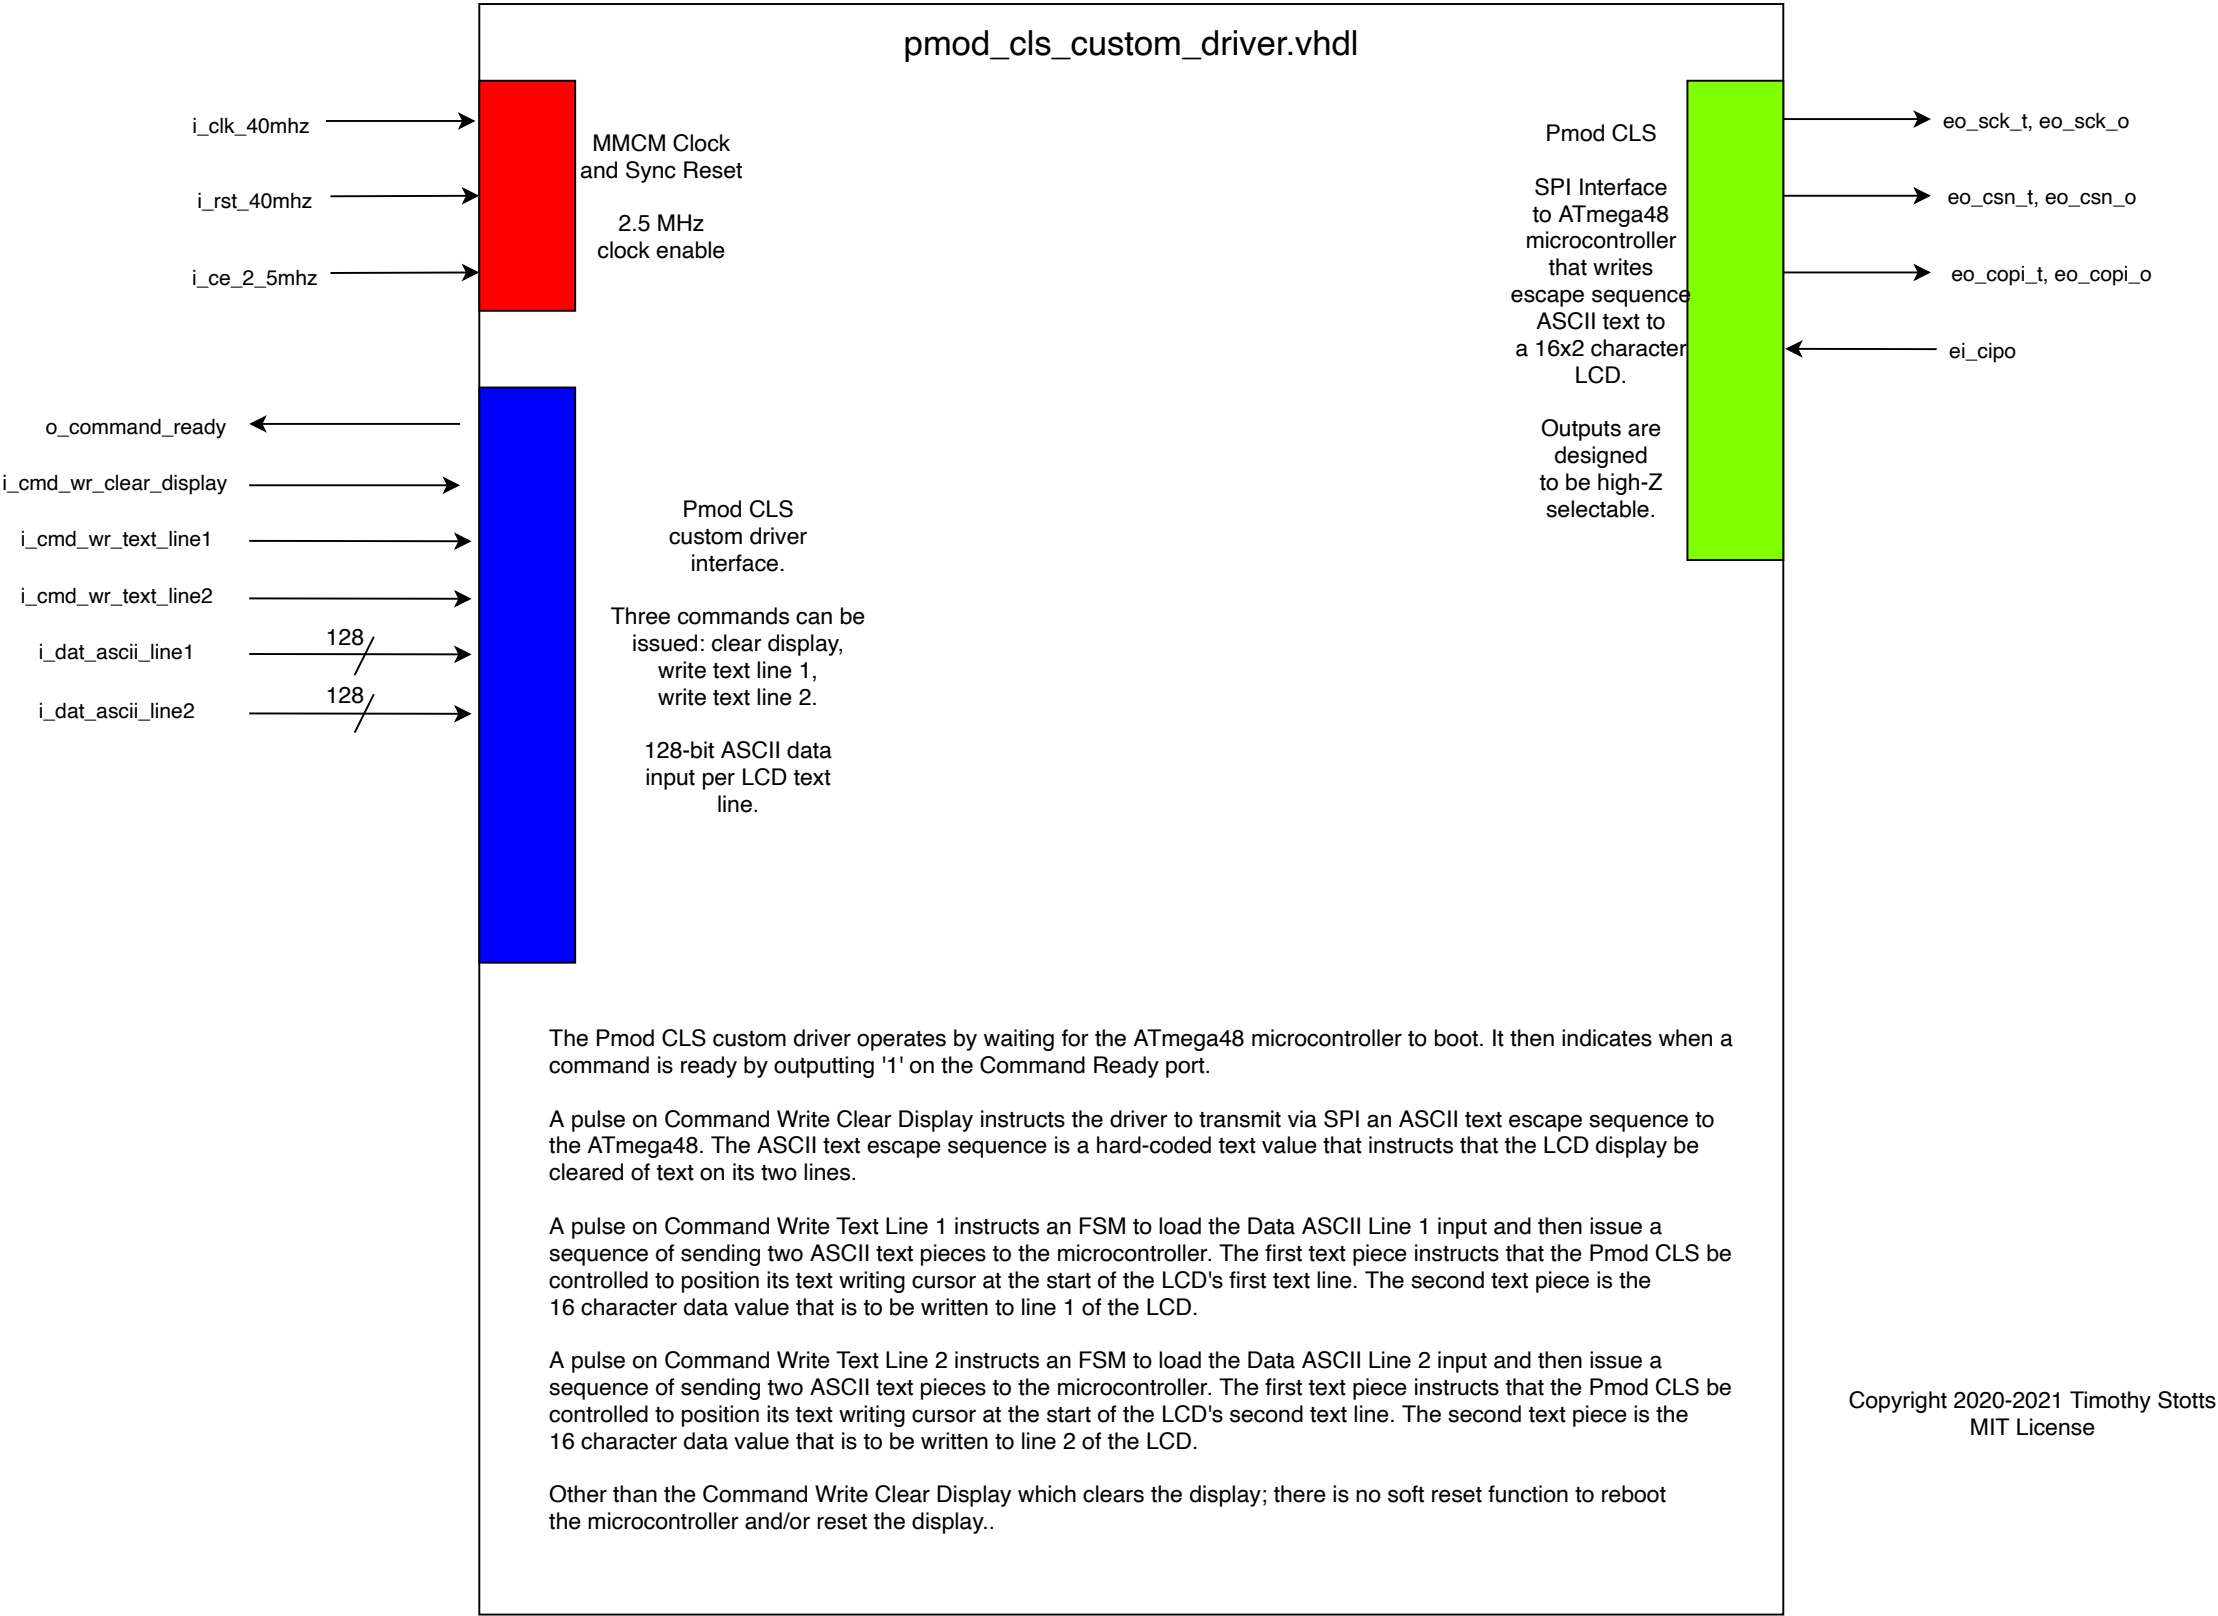 pmod_cls_custom_driver.vhdl
i_clk_40mhz
i_rst_40mhz
i_ce_2_5mhz
MMCM Clock
and Sync Reset
2.5 MHz
clock enable
o_command_ready
i_cmd_wr_clear_display
i_cmd_wr_text_line1
i_cmd_wr_text_line2
128
i_dat_ascii_line1
128
i_dat_ascii_line2
Pmod CLS
custom driver
interface.
Three commands can be
issued: clear display,
write text line 1,
write text line 2.
128-bit ASCII data
input per LCD text
line.
Pmod CLS
SPI Interface
to ATmega48
microcontroller
that writes
escape sequence
ASCII text to
a 16x2 character
LCD.
Outputs are
designed
to be high-Z
selectable.
eo_sck_t, eo_sck_o
eo_csn_t, eo_csn_o
eo_copi_t, eo_copi_o
ei_cipo
The Pmod CLS custom driver operates by waiting for the ATmega48 microcontroller to boot. It then indicates when a
command is ready by outputting '1' on the Command Ready port.
A pulse on Command Write Clear Display instructs the driver to transmit via SPI an ASCII text escape sequence to
the ATmega48. The ASCII text escape sequence is a hard-coded text value that instructs that the LCD display be
cleared of text on its two lines.
A pulse on Command Write Text Line 1 instructs an FSM to load the Data ASCII Line 1 input and then issue a
sequence of sending two ASCII text pieces to the microcontroller. The first text piece instructs that the Pmod CLS be
controlled to position its text writing cursor at the start of the LCD's first text line. The second text piece is the
16 character data value that is to be written to line 1 of the LCD.
A pulse on Command Write Text Line 2 instructs an FSM to load the Data ASCII Line 2 input and then issue a
sequence of sending two ASCII text pieces to the microcontroller. The first text piece instructs that the Pmod CLS be
controlled to position its text writing cursor at the start of the LCD's second text line. The second text piece is the
16 character data value that is to be written to line 2 of the LCD.
Other than the Command Write Clear Display which clears the display; there is no soft reset function to reboot
the microcontroller and/or reset the display..
Copyright 2020-2021 Timothy Stotts
MIT License